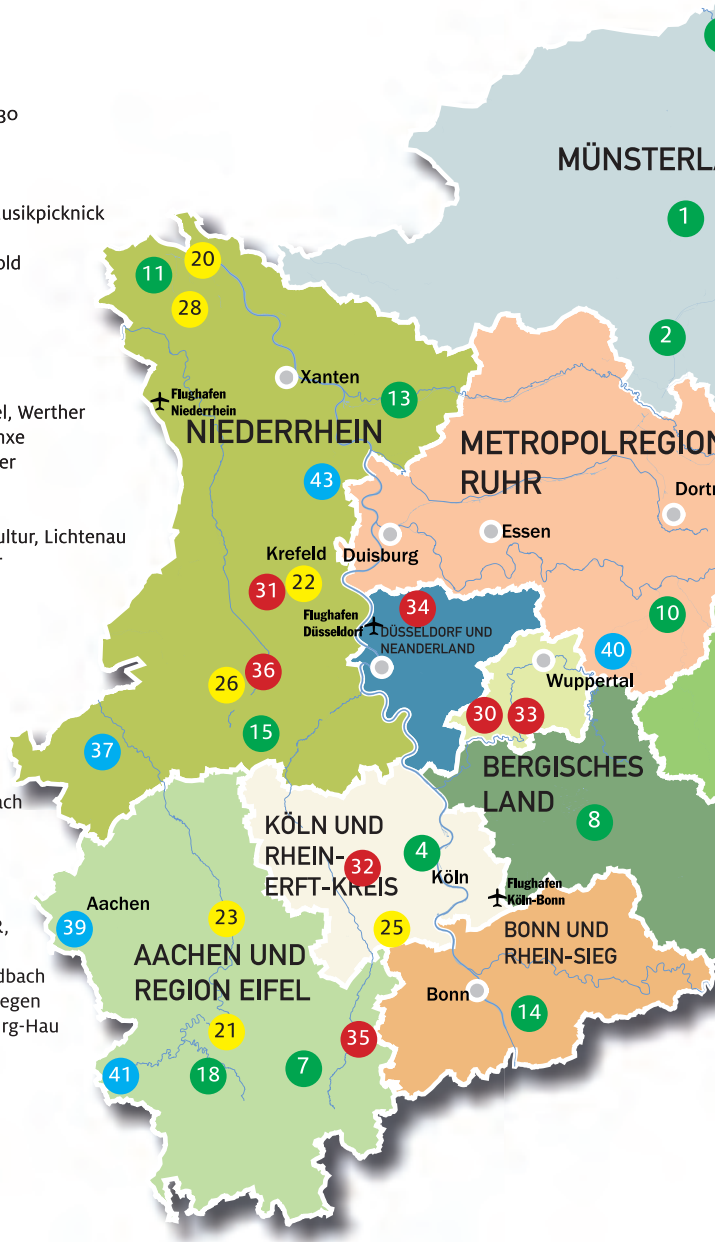 30
usikpicknick
old
el, Werther
nxe
er
ultur, Lichtenau
r
ach
R,
dbach
egen
rg-Hau
MÜNSTERLA
1
2
20
11
28
Xanten
Flughafen
Niederrhein
13
NIEDERRHEIN
METROPOLREGION
RUHR
43
Dortm
Essen
Duisburg
Krefeld
31
22
34
10
Flughafen
Düsseldorf
DÜSSELDORF UND
NEANDERLAND
40
36
26
Wuppertal
30
33
15
37
BERGISCHES
LAND
8
KÖLN UND
RHEIN-
ERFT-KREIS
32
4
Köln
Flughafen
Köln-Bonn
Aachen
39
23
25
BONN UND
RHEIN-SIEG
AACHEN UND
REGION EIFEL
Bonn
14
21
35
41
18
7